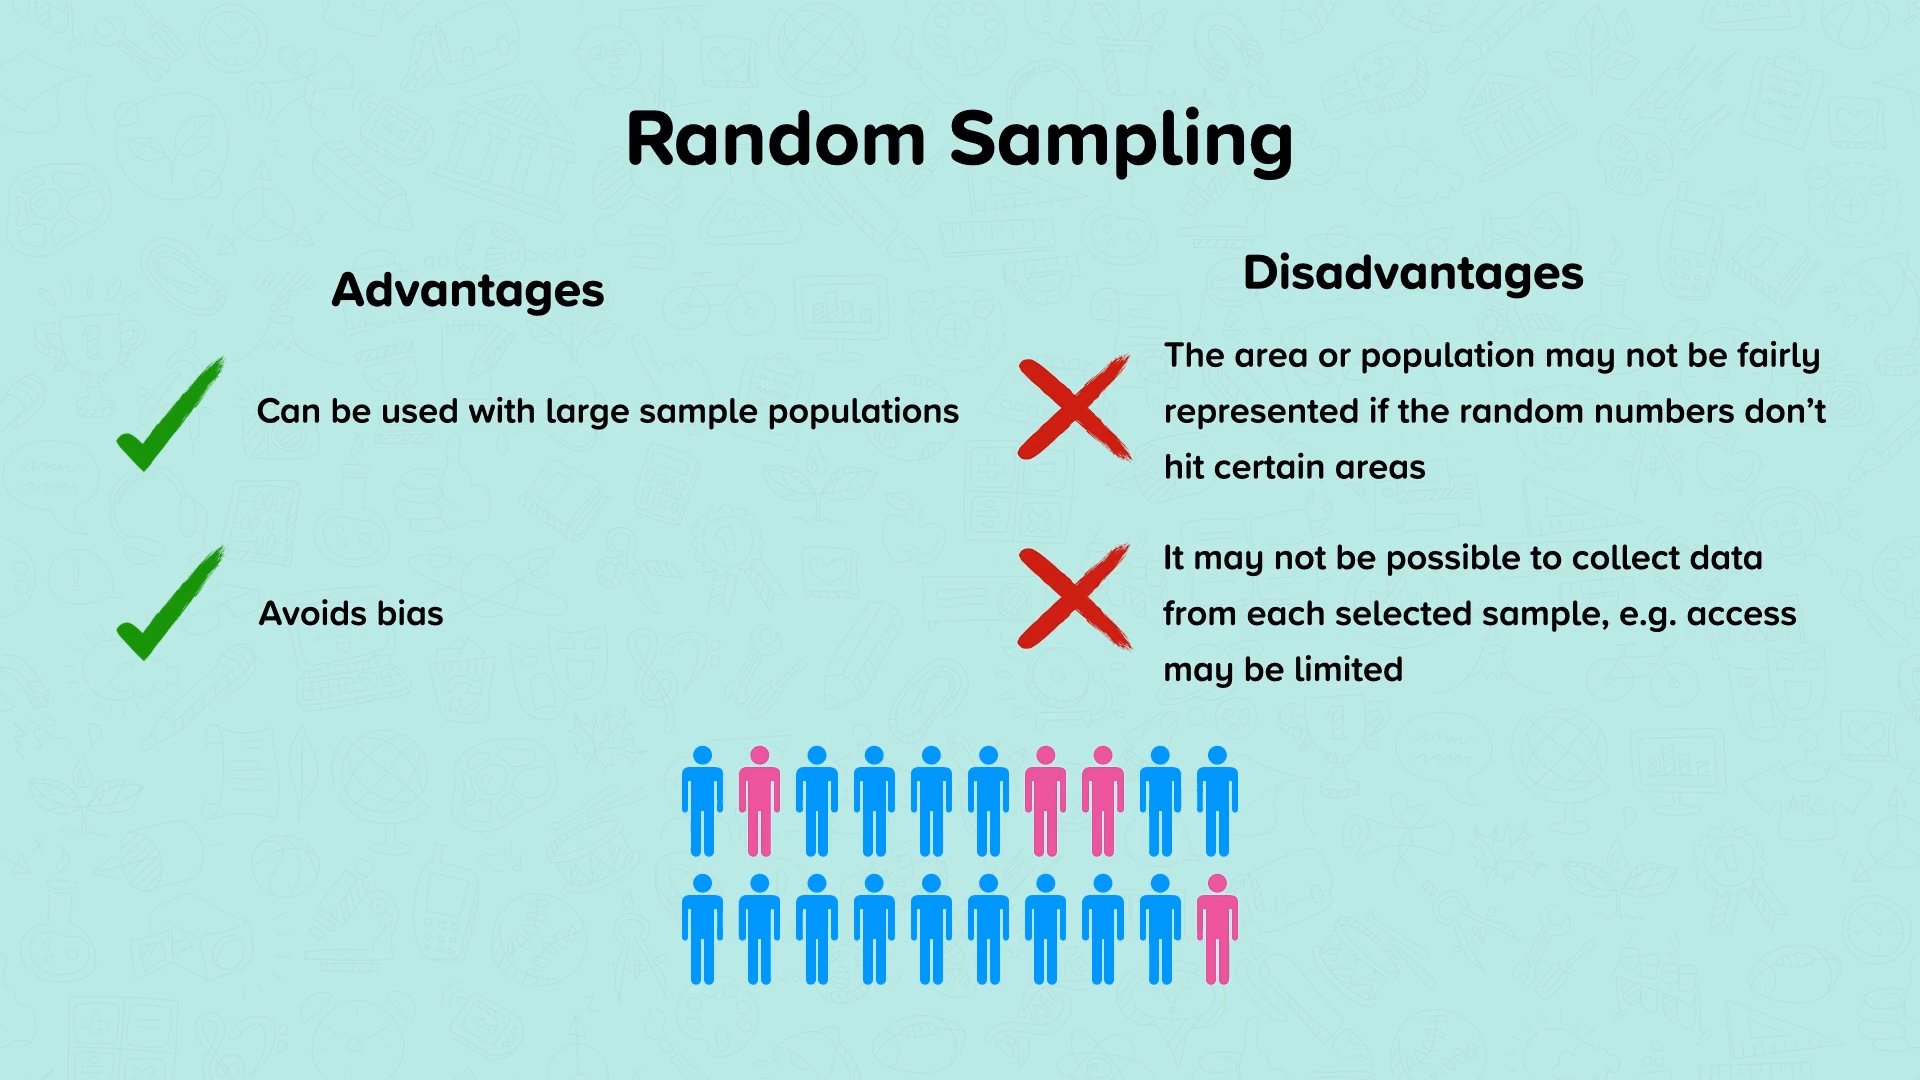 Random Sampling
Advantages
Can be used with large sample populations
Avoids bias
Disadvantages
The area or population may not be fairly
represented if the random numbers don’t
hit certain areas
It may not be possible to collect data
from each selected sample, e.g. access
may be limited